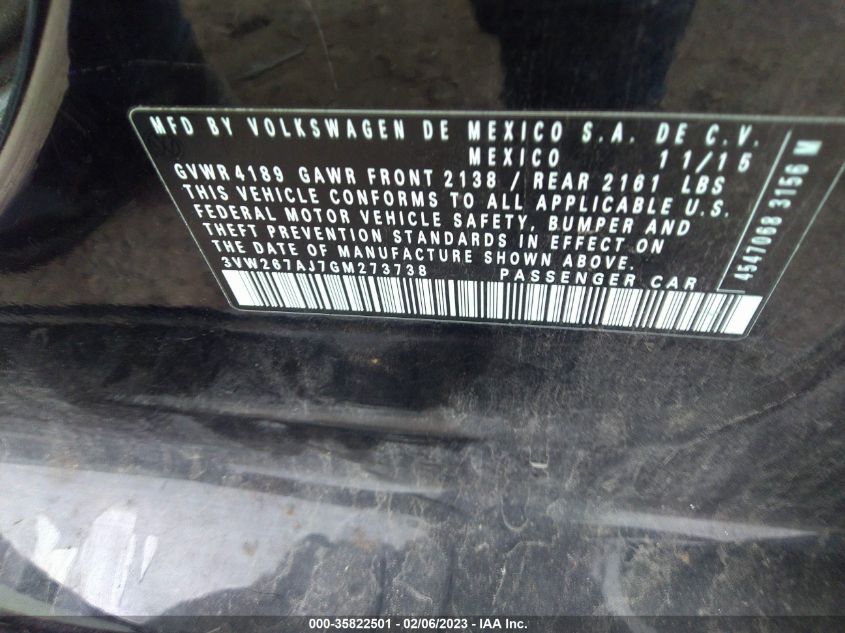 MFD BY VOLKSWAGEN DE MEXICO S.A. DE C.V.
MEXICO 11/15
GVWR 4189 GAWR FRONT 2138 / REAR 2161 LBS
THIS VEHICLE CONFORMS TO ALL APPLICABLE U.S.
FEDERAL MOTOR VEHICLE SAFETY, BUMPER AND
THEFT PREVENTION STANDARDS IN EFFECT ON
THE DATE OF MANUFACTURE SHOWN ABOVE.
3VW267AJ7GM273738 PASSENGER CAR
4547068 3156 M
000-35822501 - 02/06/2023 - IAA Inc.